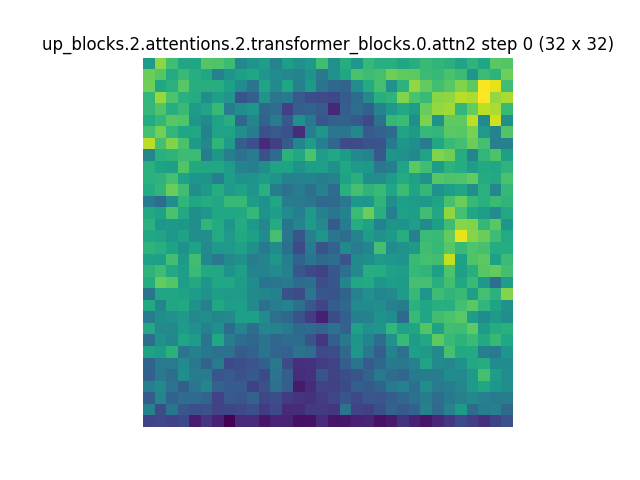 up_blocks.2.attentions.2.transformer_blocks.0.attn2 step 0 (32 x 32)